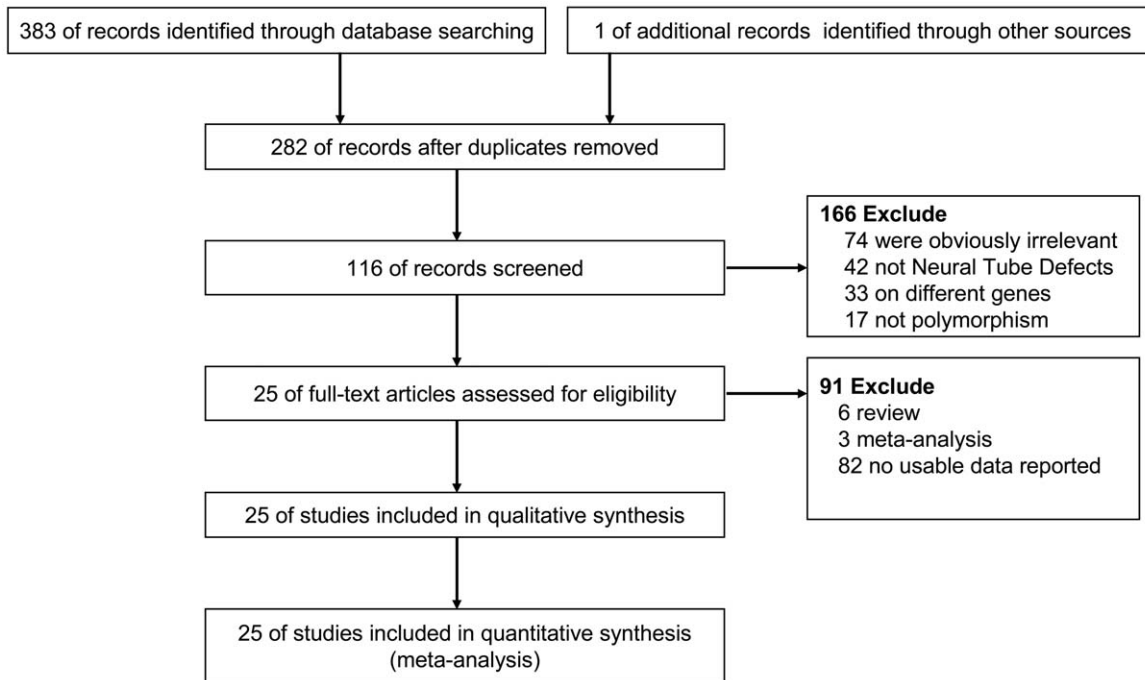 383 of records identified through database searching
1 of additional records identified through other sources
282 of records after duplicates removed
116 of records screened
166 Exclude
74 were obviously irrelevant
42 not Neural Tube Defects
33 on different genes
17 not polymorphism
25 of full-text articles assessed for eligibility
91 Exclude
6 review
3 meta-analysis
82 no usable data reported
25 of studies included in qualitative synthesis
25 of studies included in quantitative synthesis
(meta-analysis)